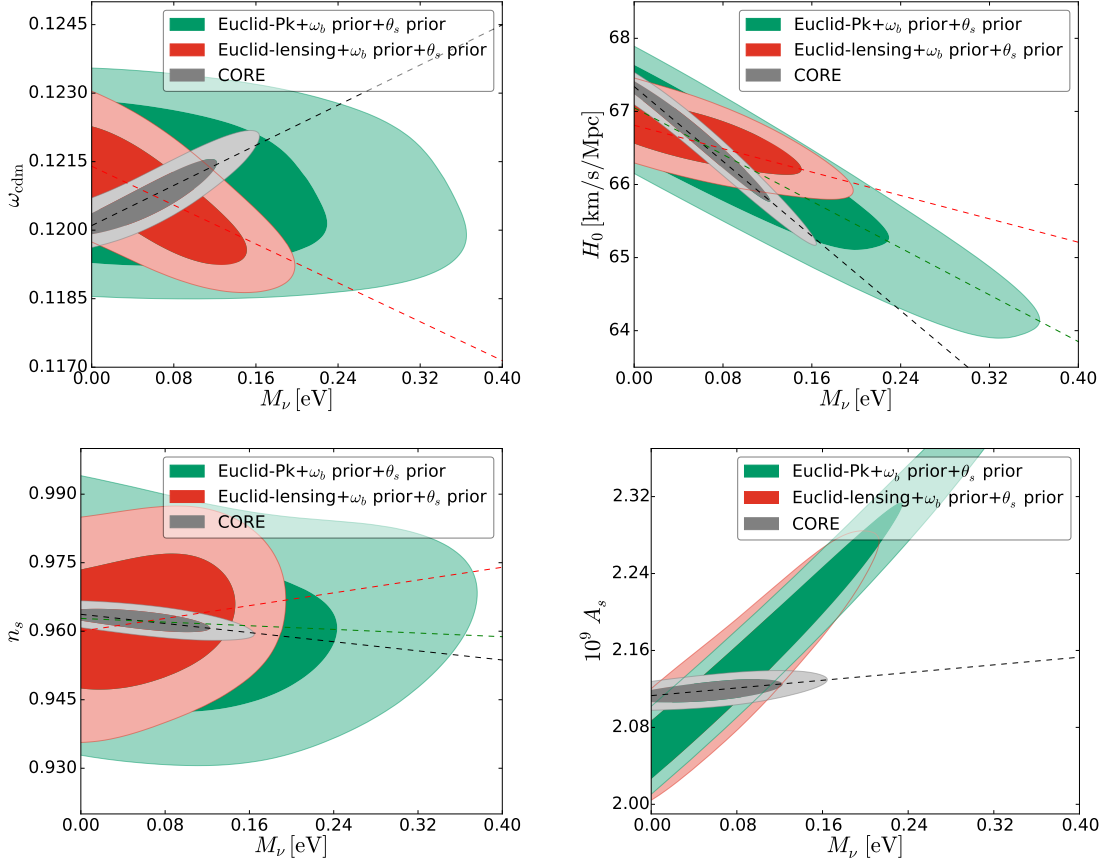 0.1245
0.1230
0.1215
0.1200
0.1185
0.1170
ω_cdm
Euclid-Pk+ω_b prior+θ_s prior
Euclid-lensing+ω_b prior+θ_s prior
CORE
0.00 0.08 0.16 0.24 0.32 0.40
M_ν [eV]
68
67
66
65
64
H_0 [km/s/Mpc]
Euclid-Pk+ω_b prior+θ_s prior
Euclid-lensing+ω_b prior+θ_s prior
CORE
0.00 0.08 0.16 0.24 0.32 0.40
M_ν [eV]
0.990
0.975
0.960
0.945
0.930
n_s
Euclid-Pk+ω_b prior+θ_s prior
Euclid-lensing+ω_b prior+θ_s prior
CORE
0.00 0.08 0.16 0.24 0.32 0.40
M_ν [eV]
2.32
2.24
2.16
2.08
2.00
10^9 A_s
Euclid-Pk+ω_b prior+θ_s prior
Euclid-lensing+ω_b prior+θ_s prior
CORE
0.00 0.08 0.16 0.24 0.32 0.40
M_ν [eV]